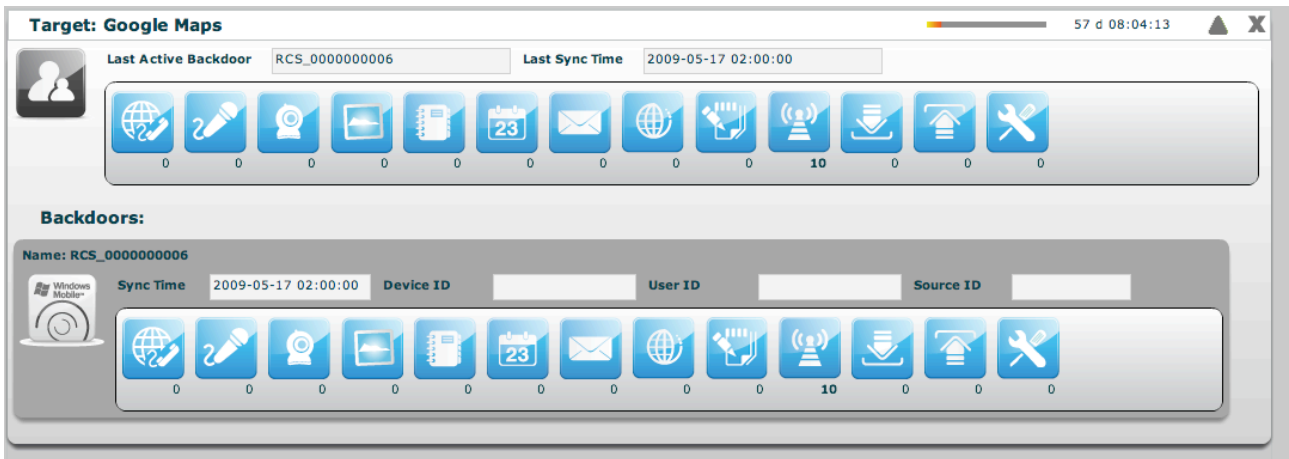 Target: Google Maps 57 d 08:04:13 X
Last Active Backdoor RCS_0000000006 Last Sync Time 2009-05-17 02:00:00
23
0 0 0 0 0 0 0 0 0 10 0 0 0
Backdoors:
Name: RCS_0000000006
Windows Mobile
Sync Time 2009-05-17 02:00:00 Device ID User ID Source ID
23
0 0 0 0 0 0 0 0 0 10 0 0 0